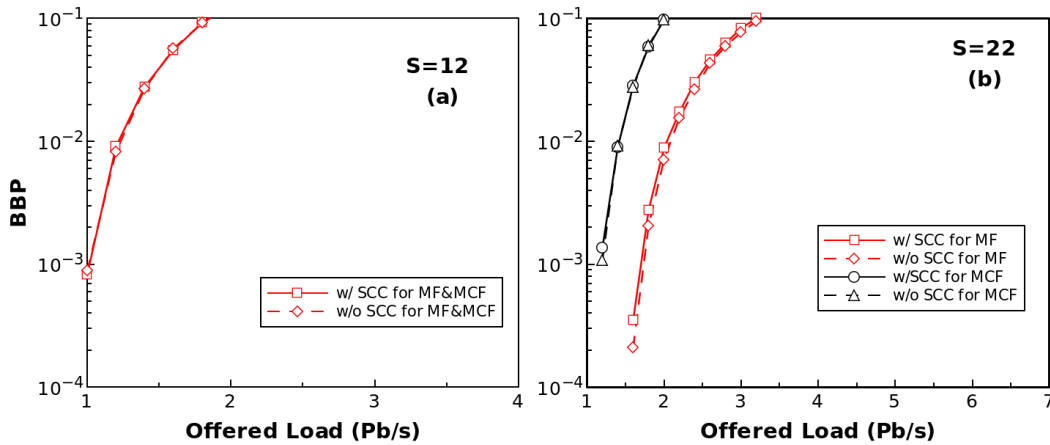 S=12
(a)
BBP
10^-1
10^-2
10^-3
10^-4
w/ SCC for MF&MCF
w/o SCC for MF&MCF
1 2 3 4
Offered Load (Pb/s)
S=22
(b)
10^-1
10^-2
10^-3
10^-4
w/ SCC for MF
w/o SCC for MF
w/SCC for MCF
w/o SCC for MCF
1 2 3 4 5 6 7
Offered Load (Pb/s)